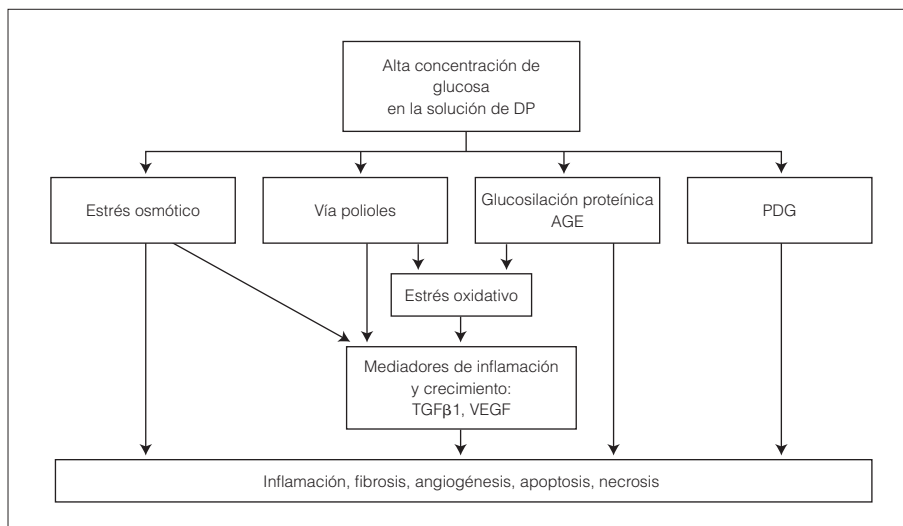 Alta concentración de
glucosa
en la solución de DP
Estrés osmótico
Vía polioles
Glucosilación proteínica
AGE
PDG
Estrés oxidativo
Mediadores de inflamación
y crecimiento:
TGFβ1, VEGF
Inflamación, fibrosis, angiogénesis, apoptosis, necrosis